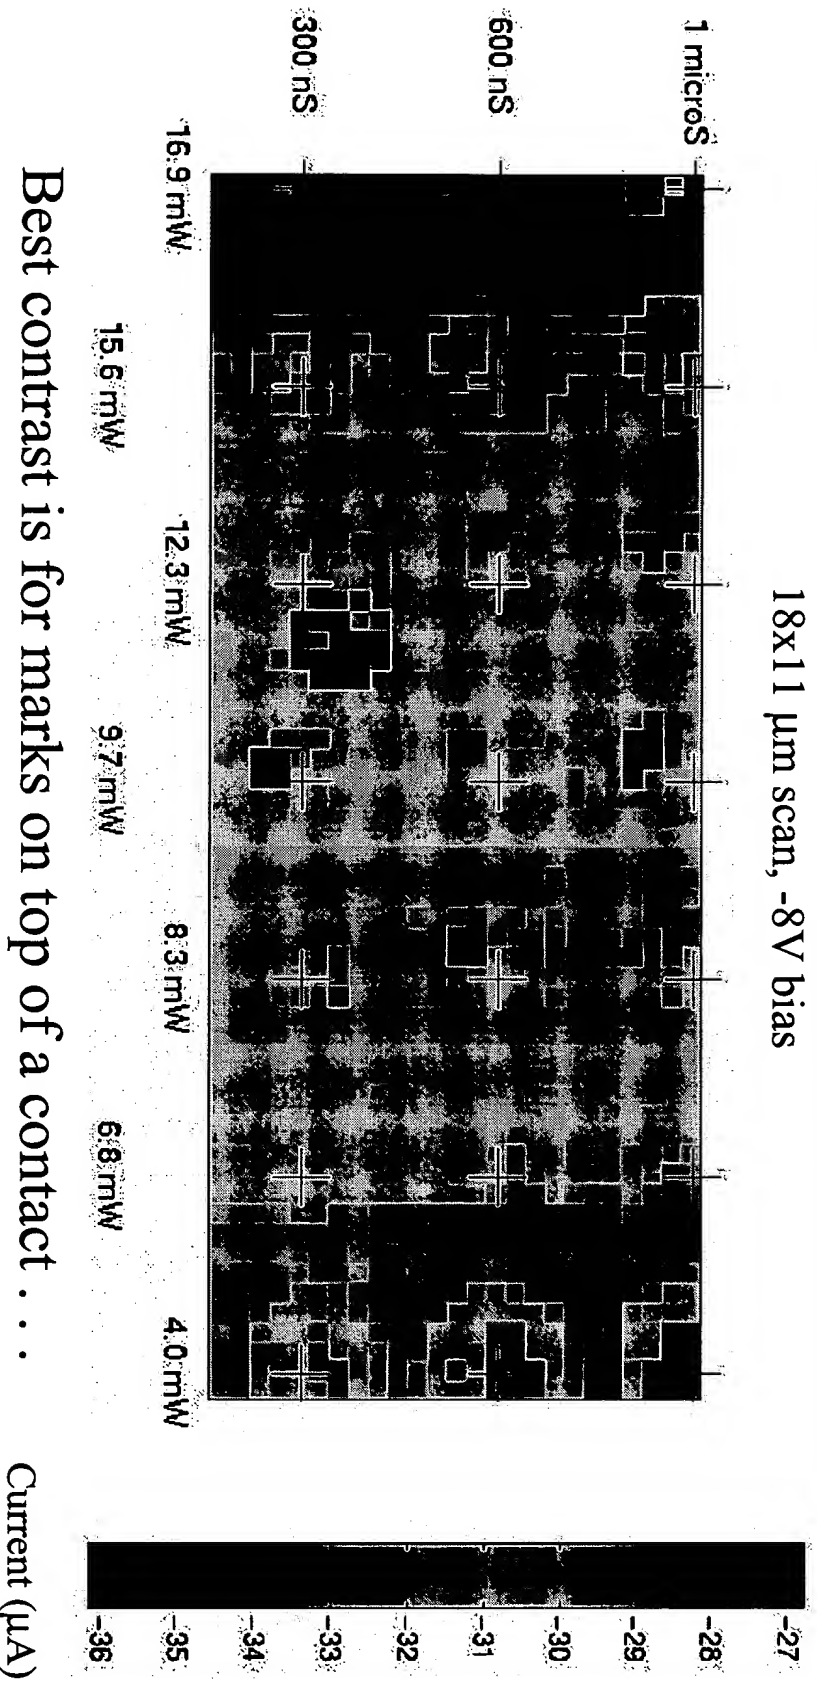 18x11 μm scan, -8V bias
1 microS
600 nS
300 nS
16.9 mW
15.6 mW
12.3 mW
9.7 mW
8.3 mW
6.8 mW
4.0 mW
-27
-28
-29
-30
-31
-32
-33
-34
-35
-36
Current (μA)
Best contrast is for marks on top of a contact . . .